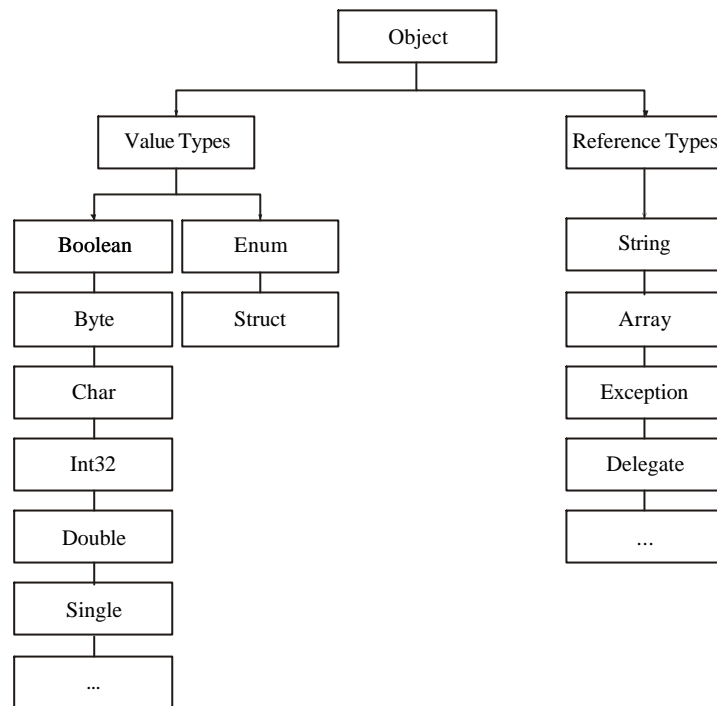 Object
Value Types
Reference Types
Boolean
Enum
String
Byte
Struct
Array
Char
Exception
Int32
Delegate
Double
...
Single
...